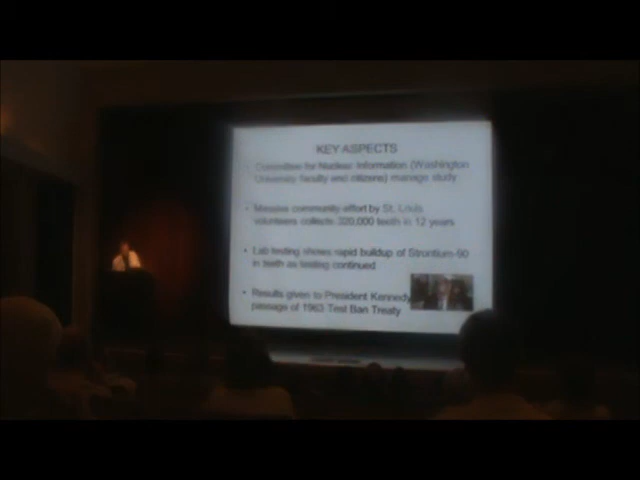 KEY ASPECTS
Committee for Nuclear Information (Washington
University faculty and citizens) manage study
• Massive community effort by St. Louis
volunteers collects 320,000 teeth in 12 years
• Lab testing shows rapid buildup of Strontium-90
in teeth as testing continued
• Results given to President Kennedy
passage of 1963 Test Ban Treaty